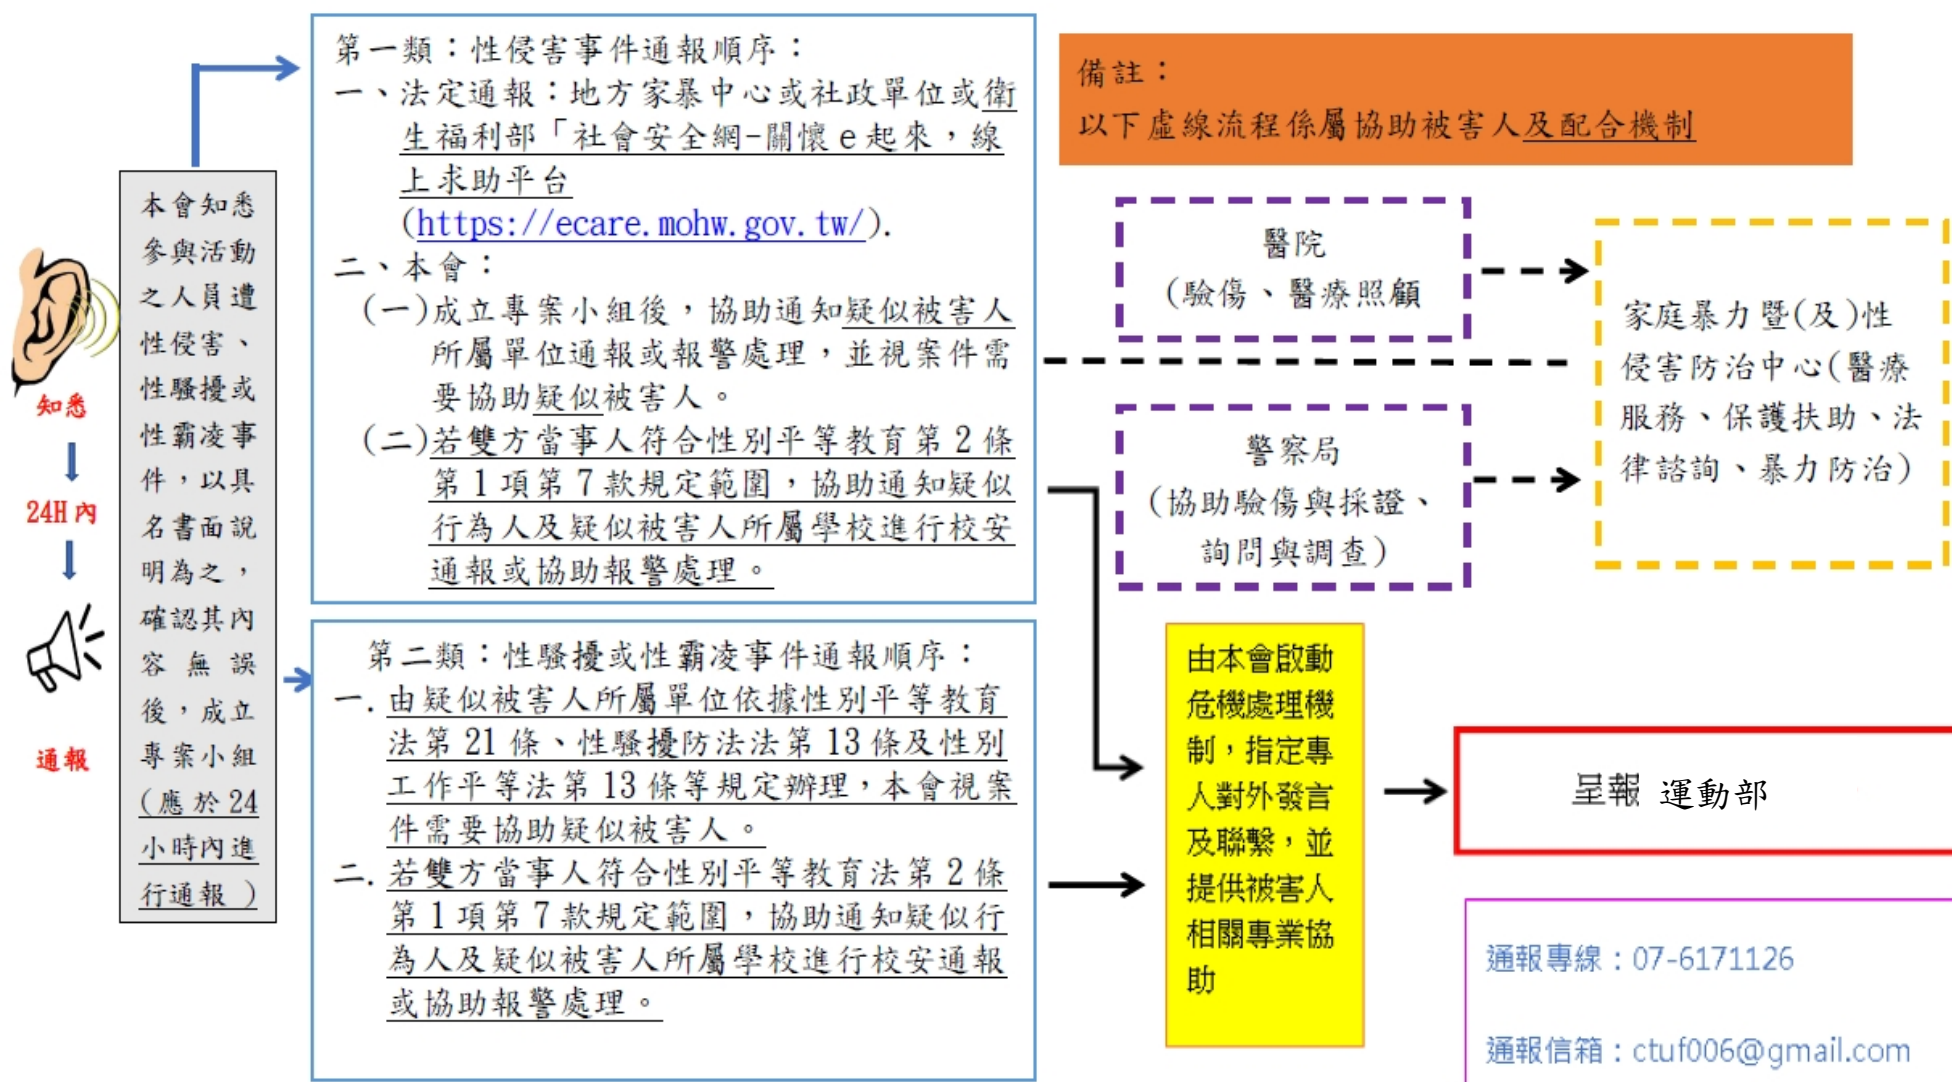 知悉
24H 內
通報
本會知悉
參與活動
之人員遭
性侵害、
性騷擾或
性霸凌事
件,以具
名書面說
明為之,
確認其內
容無誤
後,成立
專案小組
(應於24
小時內進
行通報 )
第一類:性侵害事件通報順序:
一、法定通報:地方家暴中心或社政單位或衛
生福利部「社會安全網-關懷 e 起來,線
上求助平台
(https://ecare.mohw.gov.tw/).
二、本會:
(一)成立專案小組後,協助通知疑似被害人
所屬單位通報或報警處理,並視案件需
要協助疑似被害人。
(二)若雙方當事人符合性別平等教育第 2 條
第 1 項第 7 款規定範圍,協助通知疑似
行為人及疑似被害人所屬學校進行校安
通報或協助報警處理。
第二類:性騷擾或性霸凌事件通報順序:
一. 由疑似被害人所屬單位依據性別平等教育
法第 21 條、性騷擾防法法第 13 條及性別
工作平等法第 13 條等規定辦理,本會視案
件需要協助疑似被害人。
二. 若雙方當事人符合性別平等教育法第 2 條
第 1 項第 7 款規定範圍,協助通知疑似行
為人及疑似被害人所屬學校進行校安通報
或協助報警處理。
備註:
以下虛線流程係屬協助被害人及配合機制
醫院
(驗傷、醫療照顧
警察局
(協助驗傷與採證、
詢問與調查)
家庭暴力暨(及)性
侵害防治中心(醫療
服務、保護扶助、法
律諮詢、暴力防治)
由本會啟動
危機處理機
制,指定專
人對外發言
及聯繫,並
提供被害人
相關專業協
助
呈報 運動部
通報專線:07-6171126
通報信箱:ctuf006@gmail.com